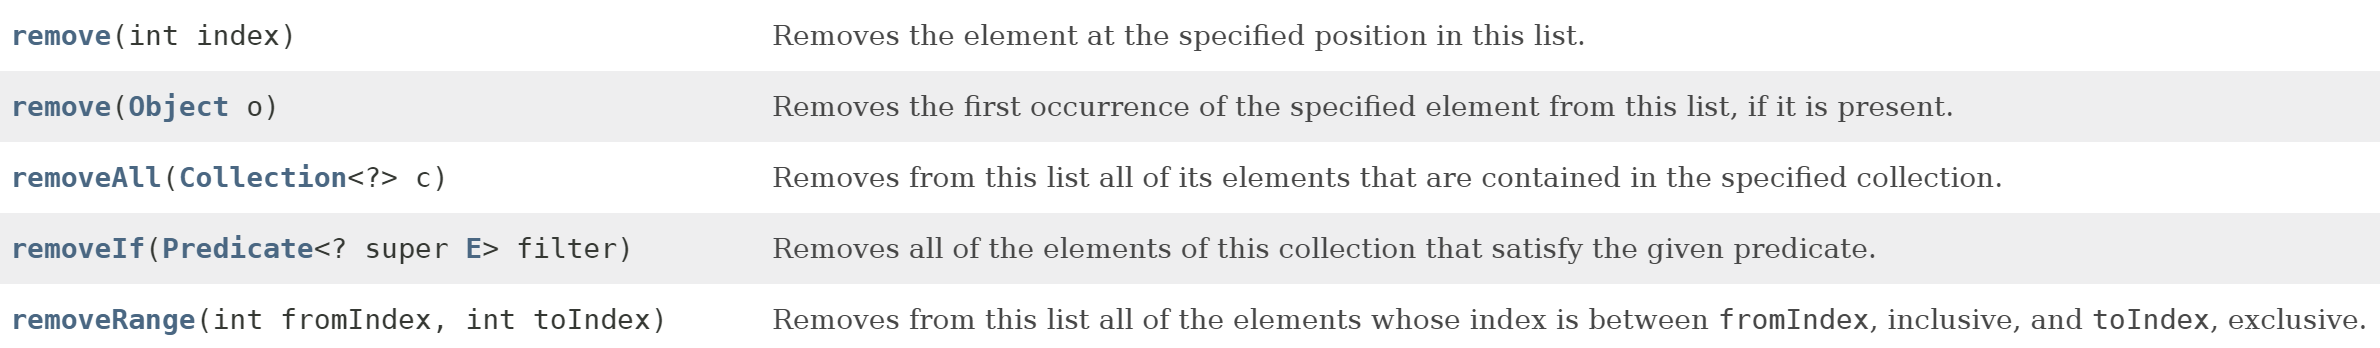 remove(int index) Removes the element at the specified position in this list.
remove(Object o) Removes the first occurrence of the specified element from this list, if it is present.
removeAll(Collection<?> c) Removes from this list all of its elements that are contained in the specified collection.
removeIf(Predicate<? super E> filter) Removes all of the elements of this collection that satisfy the given predicate.
removeRange(int fromIndex, int toIndex) Removes from this list all of the elements whose index is between fromIndex, inclusive, and toIndex, exclusive.